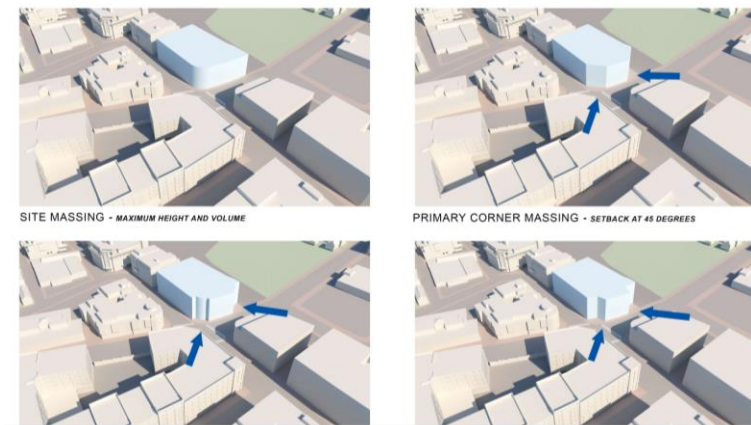 SITE MASSING - MAXIMUM HEIGHT AND VOLUME
PRIMARY CORNER MASSING - SETBACK AT 45 DEGREES